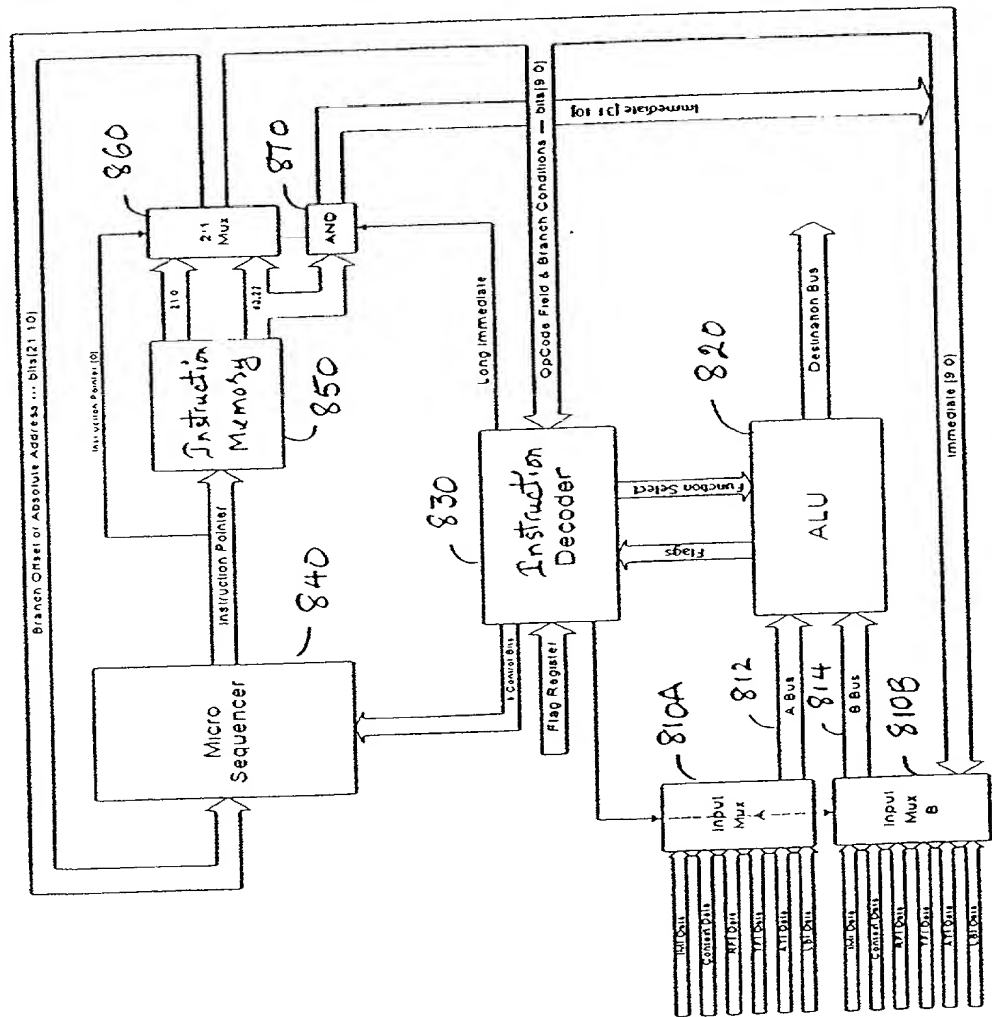 Branch Offset or Absolute Address ... bits[21 10]
Instruction Pointer [0]
860
2:1
Mux
870
AND
21 0
Instruction
Memory
850
Instruction Pointer
840
Micro
Sequencer
Long Immediate
OpCode Field & Branch Conditions — bits[9 0]
Immediate [31 10]
830
Instruction
Decoder
Control Bits
Flag Register
Flags
Function Select
820
ALU
Destination Bus
Immediate [9 0]
812
A Bus
814
B Bus
810A
Input
Mux
A
810B
Input
Mux
B